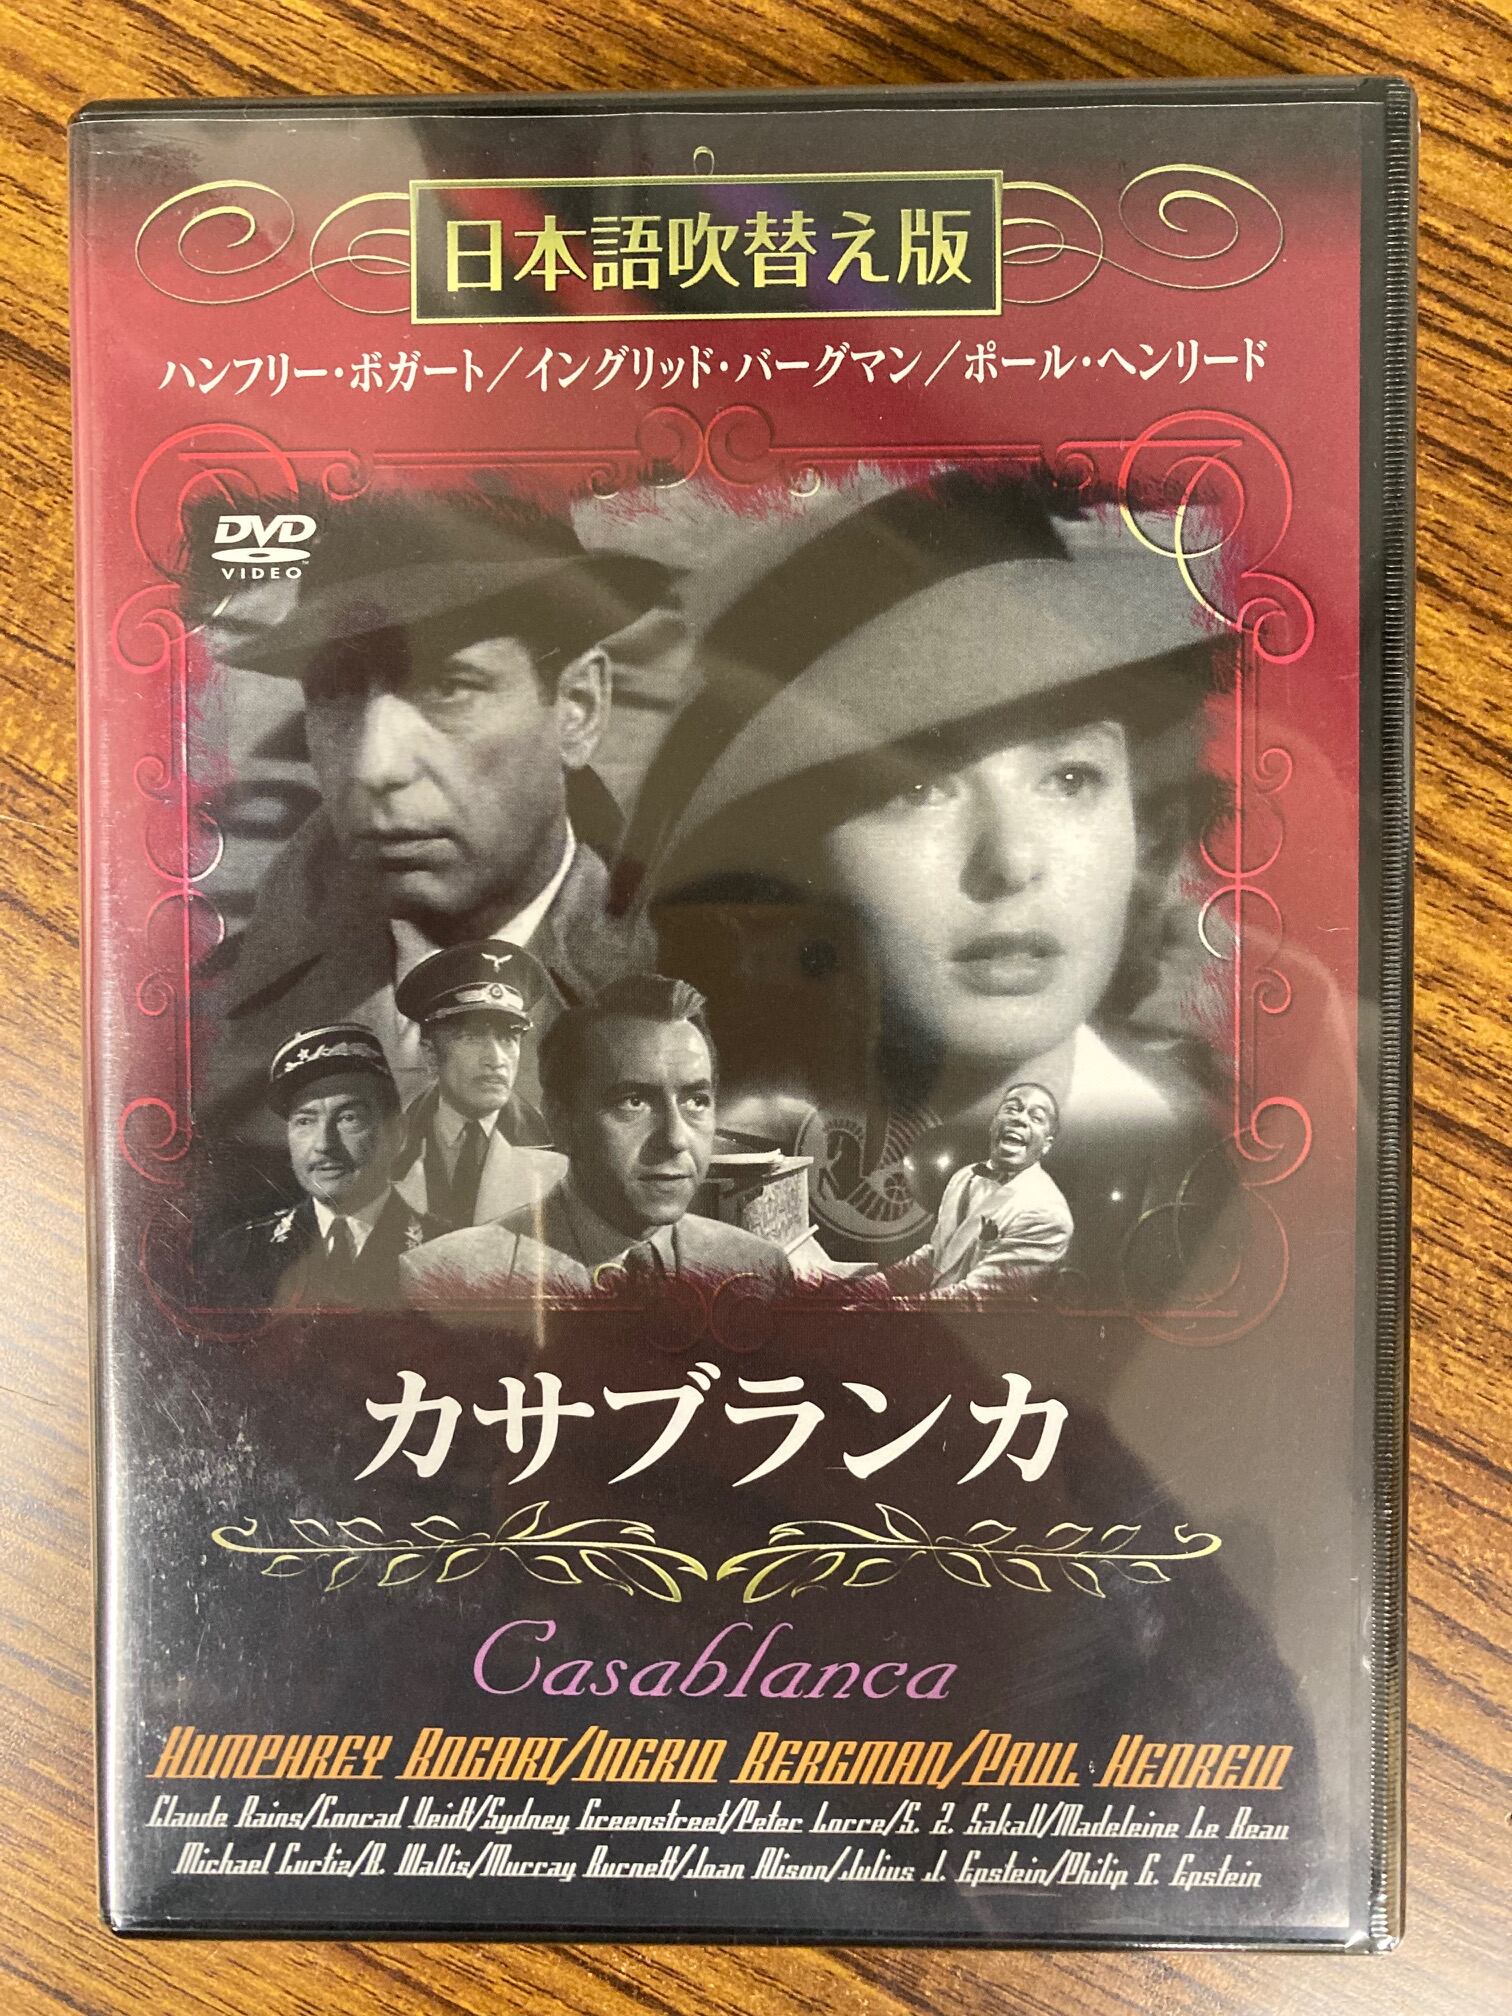 日本語吹替え版
ハンフリー・ボガート/イングリッド・バーグマン/ポール・ヘンリード
DVD
VIDEO
カサブランカ
Casablanca
Humphrey Bogart/Ingrid Bergman/Paul Henreid
Claude Rains/Conrad Veidt/Sydney Greenstreet/Peter Lorre/S. Z. Sakall/Madeleine Le Beau
Michael Curtiz/B. Wallis/Murray Burnett/Joan Alison/Julius J. Epstein/Philip G. Epstein